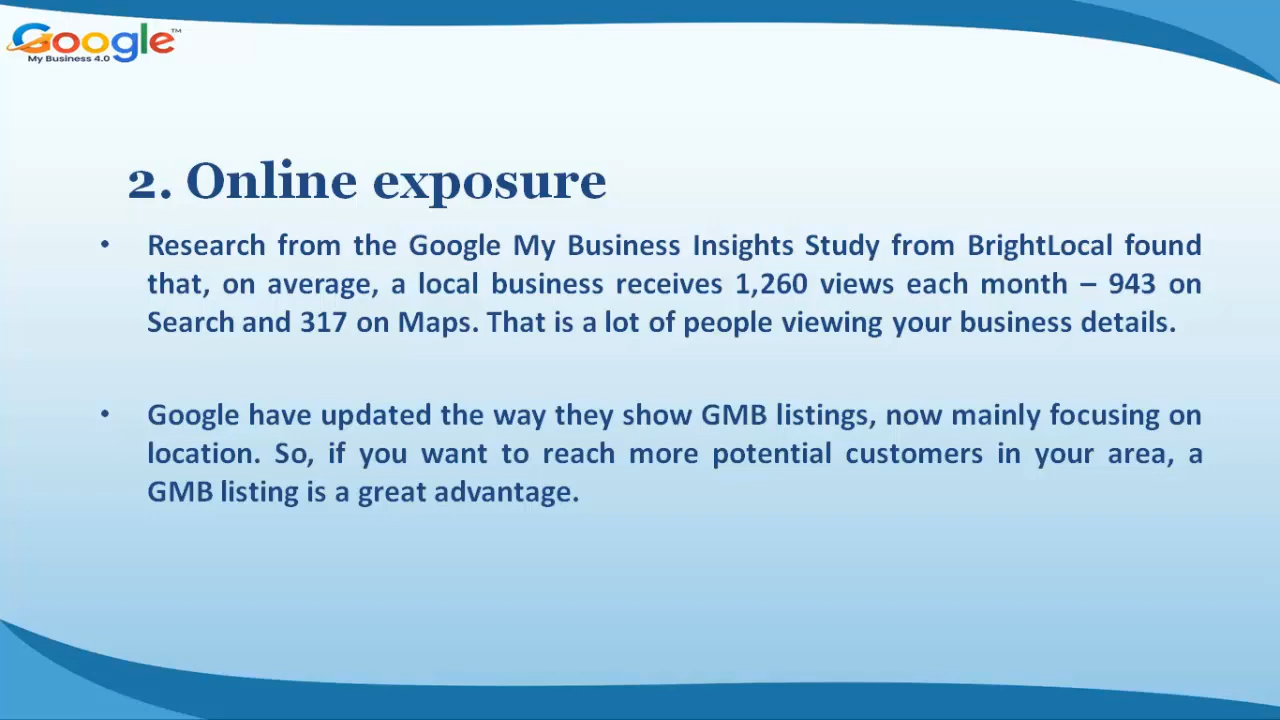 Google™
My Business 4.0
2. Online exposure
• Research from the Google My Business Insights Study from BrightLocal found
that, on average, a local business receives 1,260 views each month – 943 on
Search and 317 on Maps. That is a lot of people viewing your business details.
• Google have updated the way they show GMB listings, now mainly focusing on
location. So, if you want to reach more potential customers in your area, a
GMB listing is a great advantage.